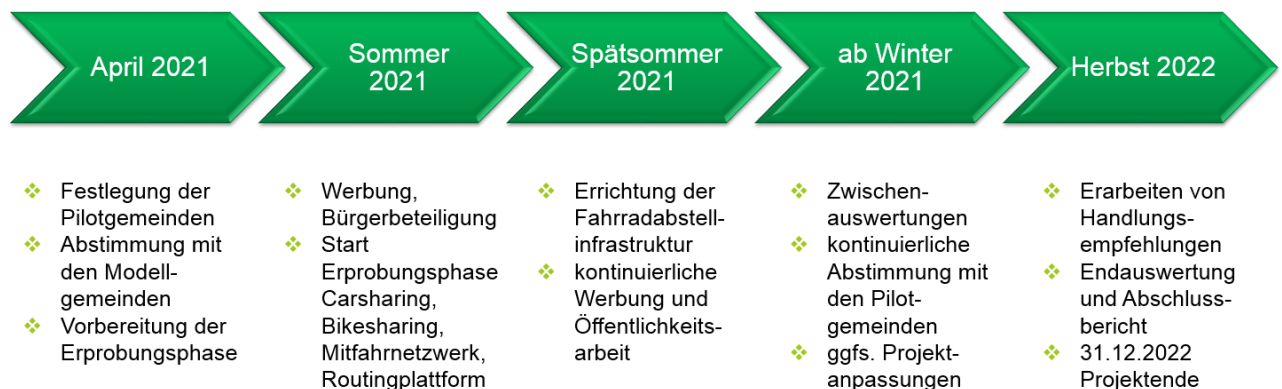 April 2021
Sommer
2021
Spätsommer
2021
ab Winter
2021
Herbst 2022
Festlegung der
Pilotgemeinden
Abstimmung mit
den Modell-
gemeinden
Vorbereitung der
Erprobungsphase
Werbung,
Bürgerbeteiligung
Start
Erprobungsphase
Carsharing,
Bikesharing,
Mitfahrnetzwerk,
Routingplattform
Errichtung der
Fahrradabstell-
infrastruktur
kontinuierliche
Werbung und
Öffentlichkeits-
arbeit
Zwischen-
auswertungen
kontinuierliche
Abstimmung mit
den Pilot-
gemeinden
ggfs. Projekt-
anpassungen
Erarbeiten von
Handlungs-
empfehlungen
Endauswertung
und Abschluss-
bericht
31.12.2022
Projektende